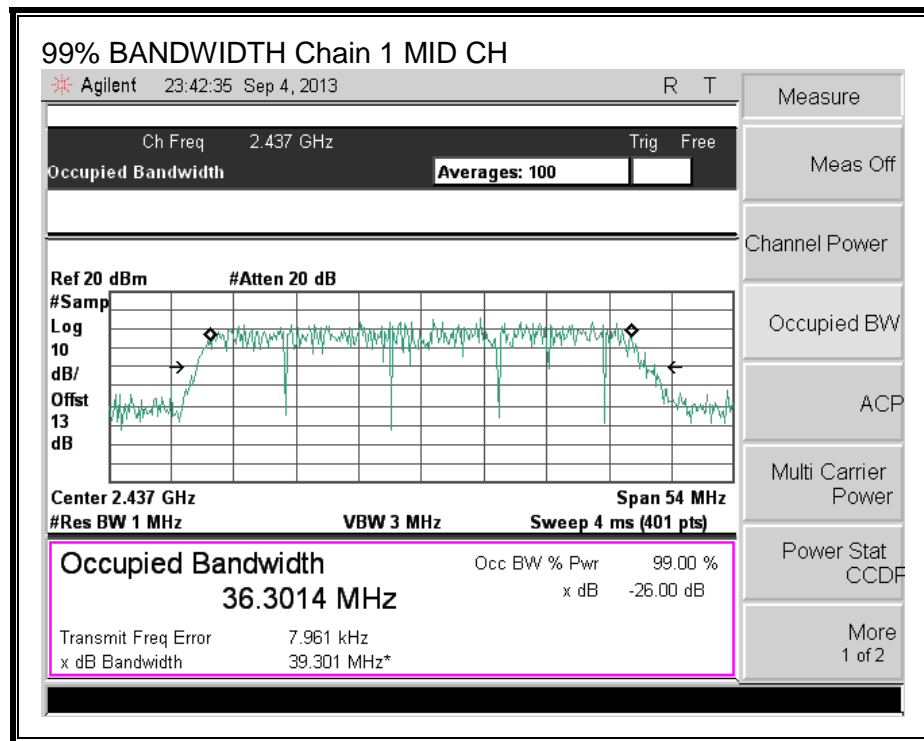 99% BANDWIDTH Chain 1 MID CH
Agilent 23:42:35 Sep 4, 2013 R T
Measure
Ch Freq 2.437 GHz Trig Free
Occupied Bandwidth Averages: 100
Meas Off
Channel Power
Ref 20 dBm #Atten 20 dB
#Samp
Log
10
dB/
Offst
13
dB
Occupied BW
ACP
Multi Carrier
Power
Center 2.437 GHz Span 54 MHz
#Res BW 1 MHz VBW 3 MHz Sweep 4 ms (401 pts)
Occupied Bandwidth Occ BW % Pwr 99.00 %
36.3014 MHz x dB -26.00 dB
Transmit Freq Error 7.961 kHz
x dB Bandwidth 39.301 MHz*
Power Stat
CCDF
More
1 of 2